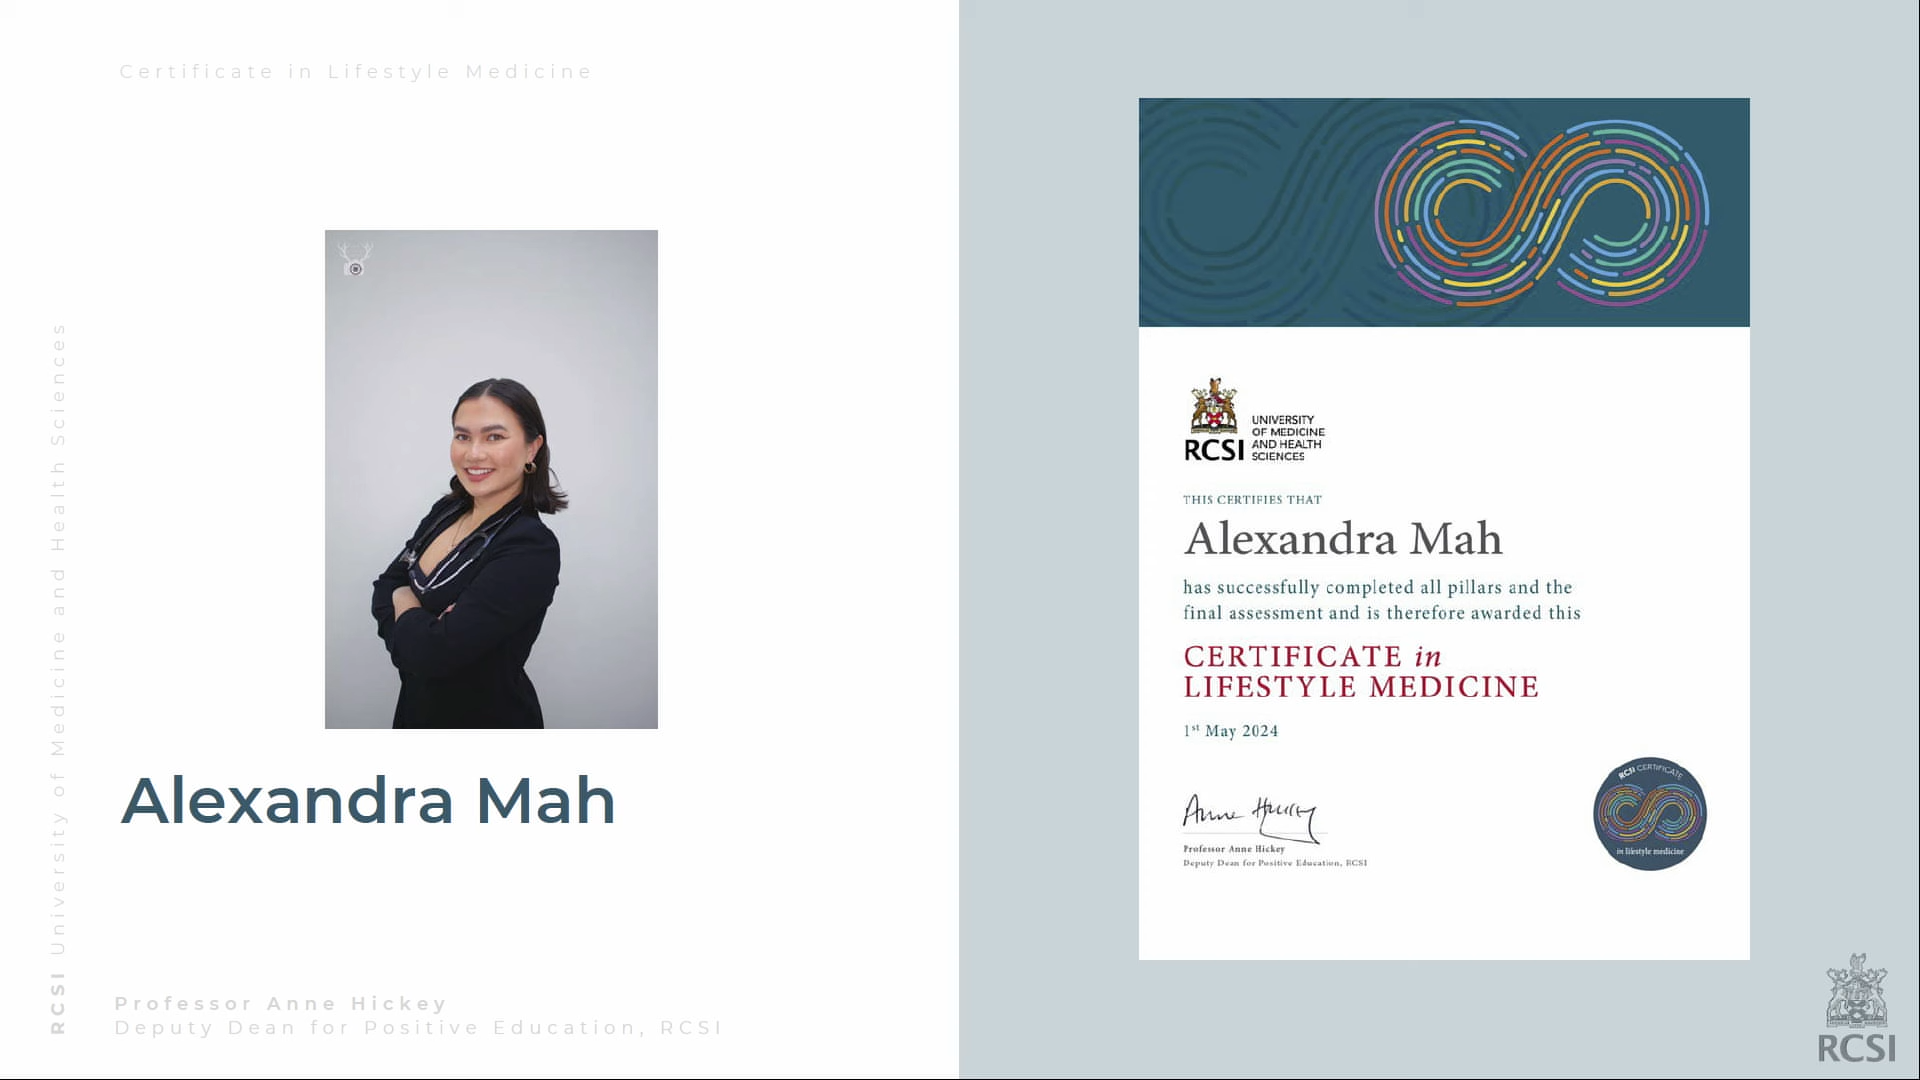 Certificate in Lifestyle Medicine
RCSI University of Medicine and Health Sciences
Alexandra Mah
Professor Anne Hickey
Deputy Dean for Positive Education, RCSI
RCSI
UNIVERSITY
OF MEDICINE
AND HEALTH
SCIENCES
THIS CERTIFIES THAT
Alexandra Mah
has successfully completed all pillars and the
final assessment and is therefore awarded this
CERTIFICATE in
LIFESTYLE MEDICINE
1st May 2024
Anne Hickey
Professor Anne Hickey
Deputy Dean for Positive Education, RCSI
RCSI CERTIFICATE
in lifestyle medicine
RCSI